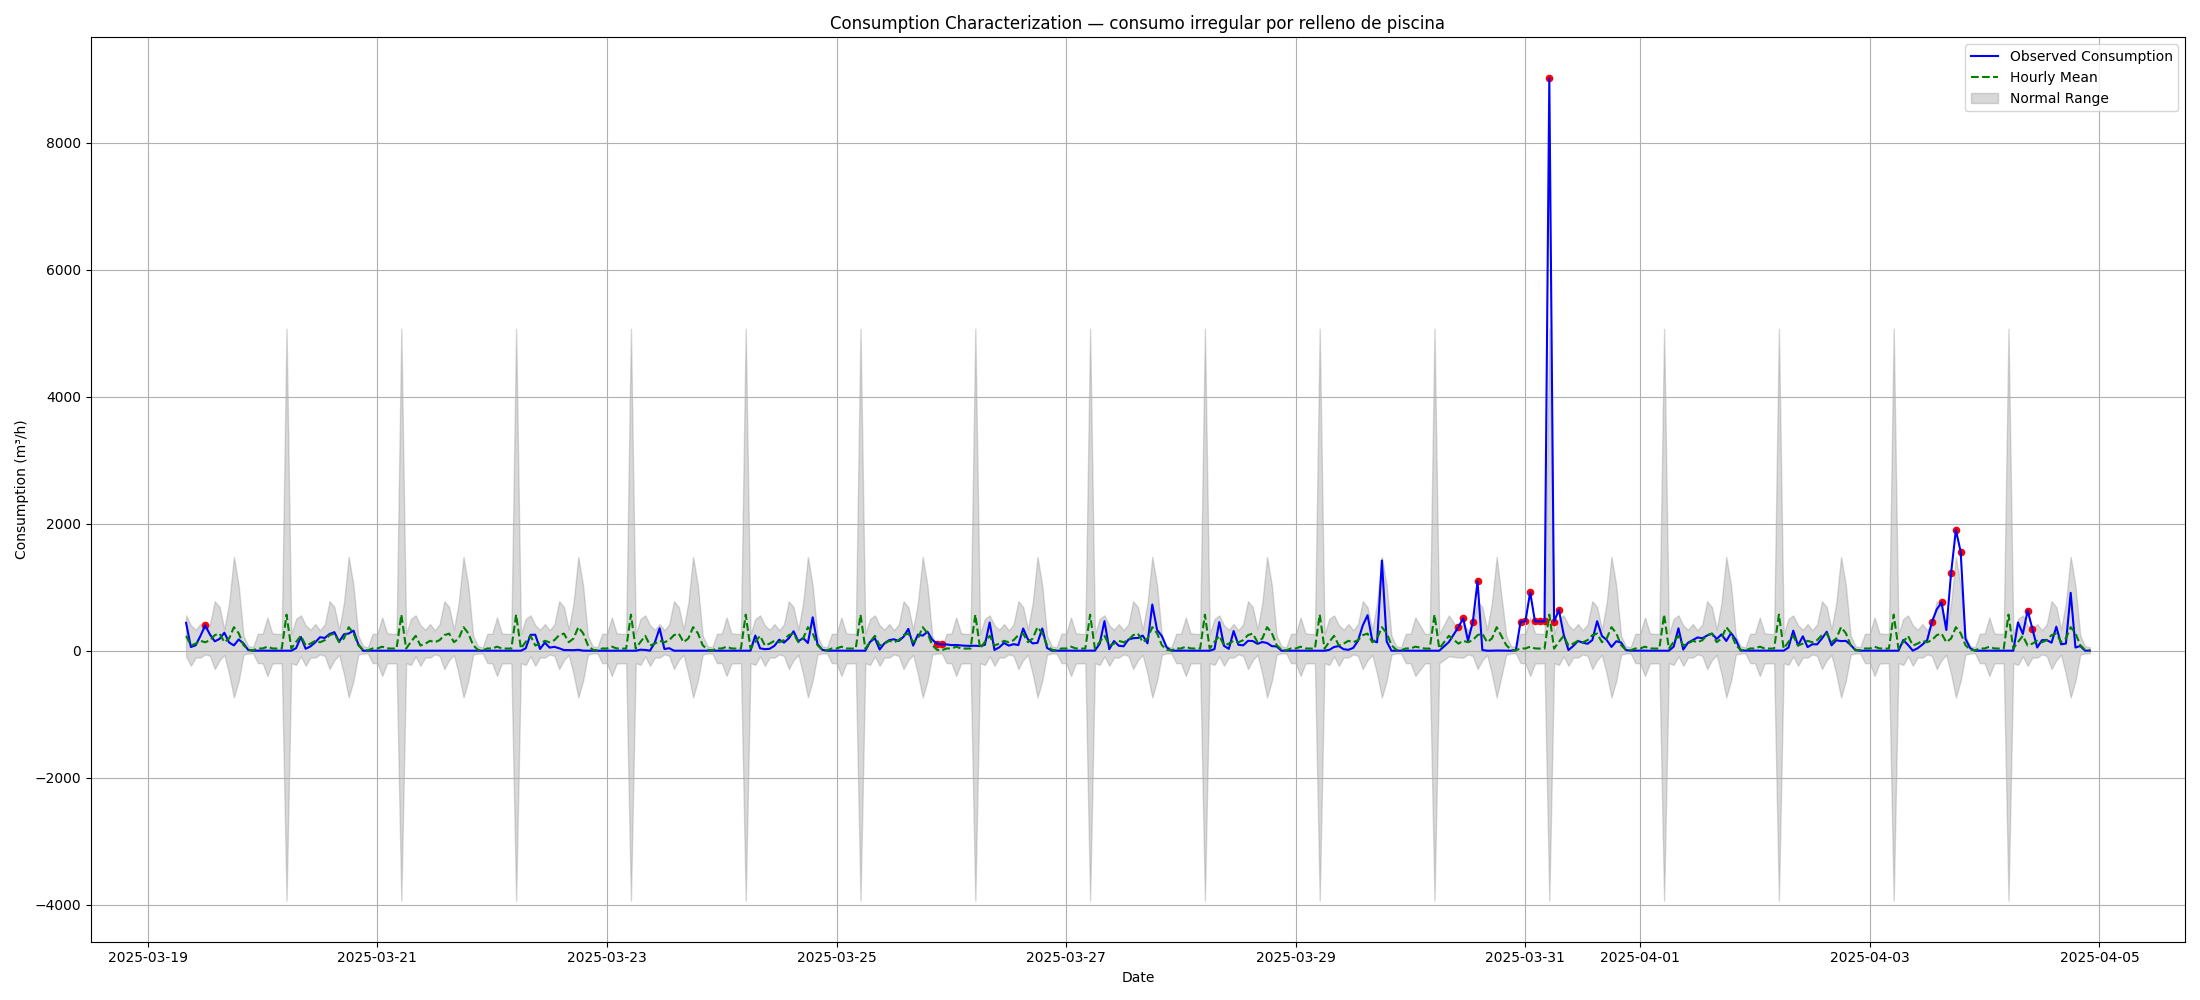 Consumption Characterization — consumo irregular por relleno de piscina
Observed Consumption
Hourly Mean
Normal Range
Consumption (m³/h)
8000
6000
4000
2000
0
−2000
−4000
2025-03-19
2025-03-21
2025-03-23
2025-03-25
2025-03-27
2025-03-29
2025-03-31
2025-04-01
2025-04-03
2025-04-05
Date